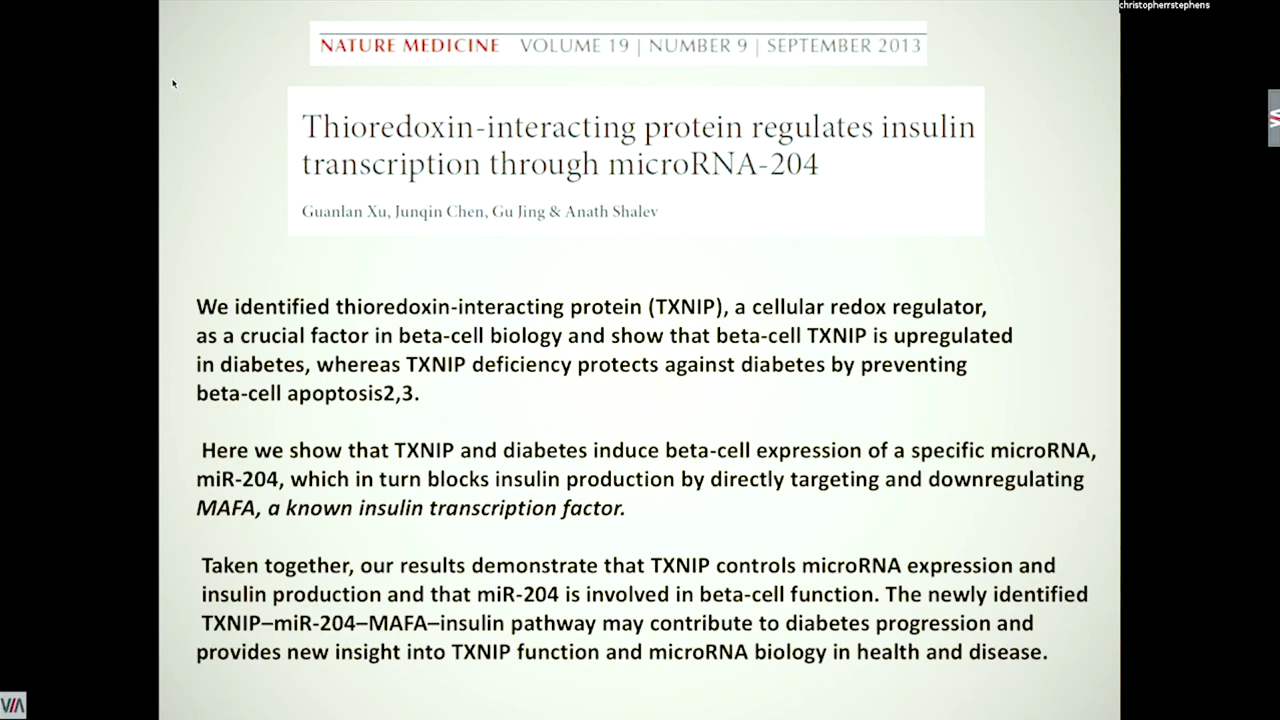 christopherrstephens
NATURE MEDICINE VOLUME 19 | NUMBER 9 | SEPTEMBER 2013
Thioredoxin-interacting protein regulates insulin
transcription through microRNA-204
Guanlan Xu, Junqin Chen, Gu Jing & Anath Shalev
We identified thioredoxin-interacting protein (TXNIP), a cellular redox regulator,
as a crucial factor in beta-cell biology and show that beta-cell TXNIP is upregulated
in diabetes, whereas TXNIP deficiency protects against diabetes by preventing
beta-cell apoptosis2,3.
Here we show that TXNIP and diabetes induce beta-cell expression of a specific microRNA,
miR-204, which in turn blocks insulin production by directly targeting and downregulating
MAFA, a known insulin transcription factor.
Taken together, our results demonstrate that TXNIP controls microRNA expression and
insulin production and that miR-204 is involved in beta-cell function. The newly identified
TXNIP–miR-204–MAFA–insulin pathway may contribute to diabetes progression and
provides new insight into TXNIP function and microRNA biology in health and disease.
VIA